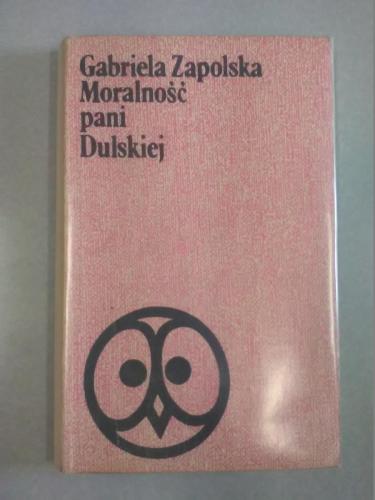 Gabriela Zapolska
Moralność
pani
Dulskiej